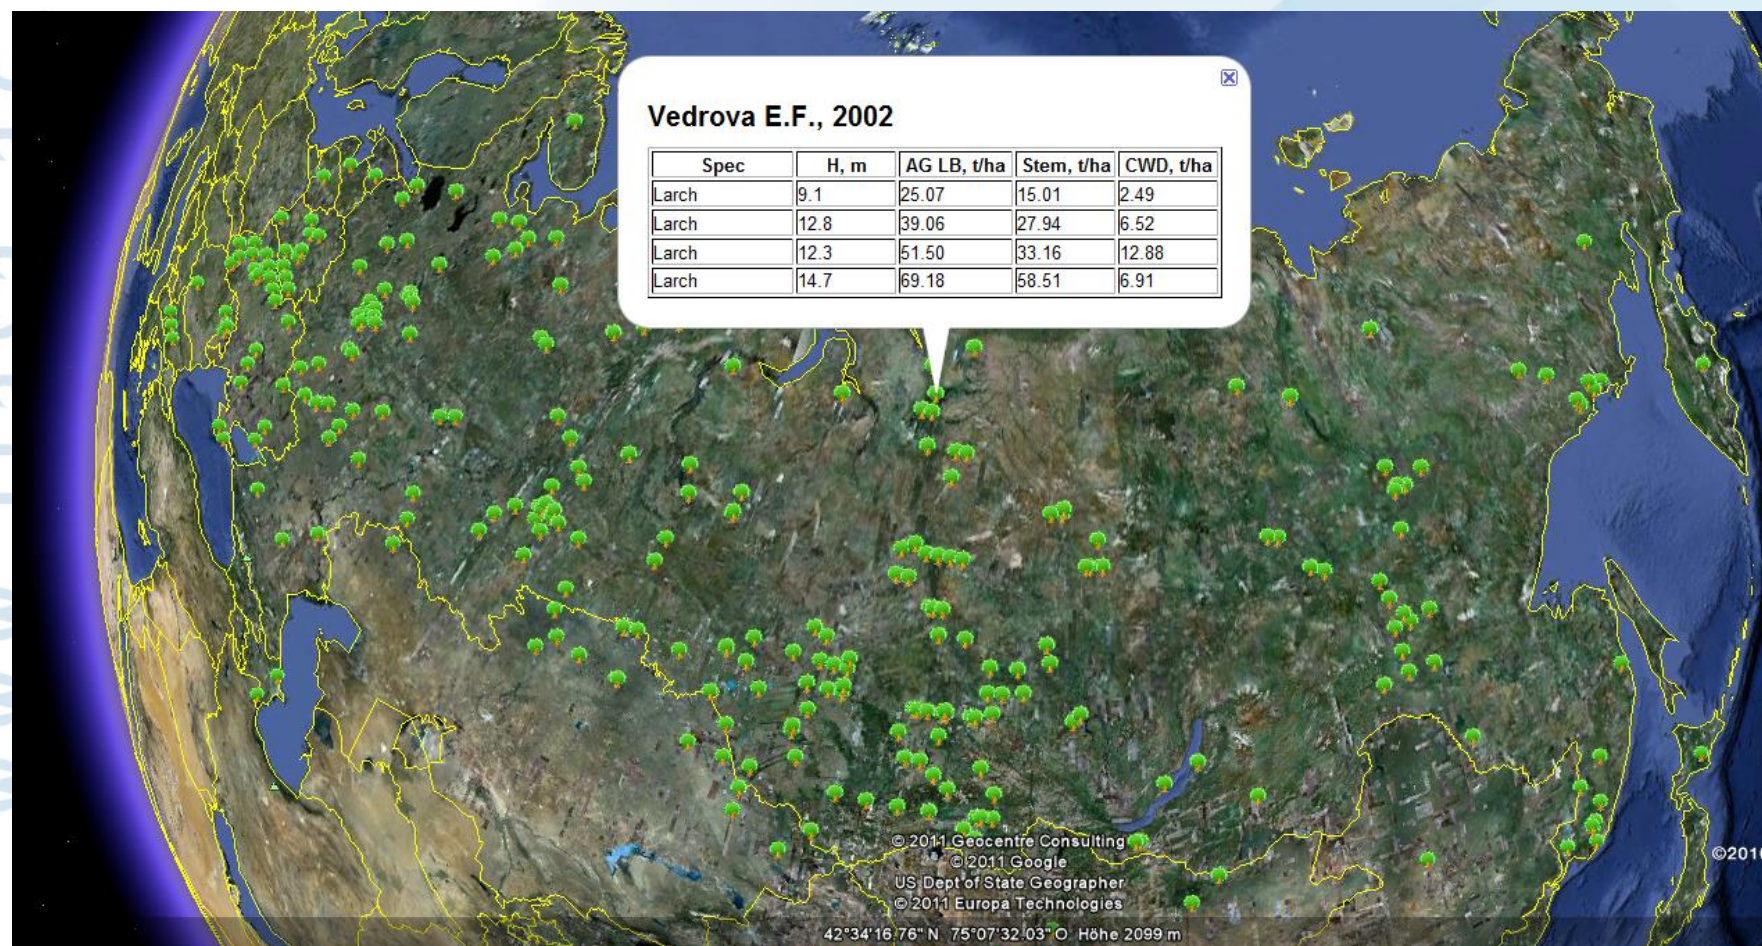 Vedrova E.F., 2002
Spec H, m AG LB, t/ha Stem, t/ha CWD, t/ha
Larch 9.1 25.07 15.01 2.49
Larch 12.8 39.06 27.94 6.52
Larch 12.3 51.50 33.16 12.88
Larch 14.7 69.18 58.51 6.91
© 2011 Geocentre Consulting
© 2011 Google
US Dept of State Geographer
© 2011 Europa Technologies
©2010
42°34'16.76" N 75°07'32.03" O Höhe 2099 m